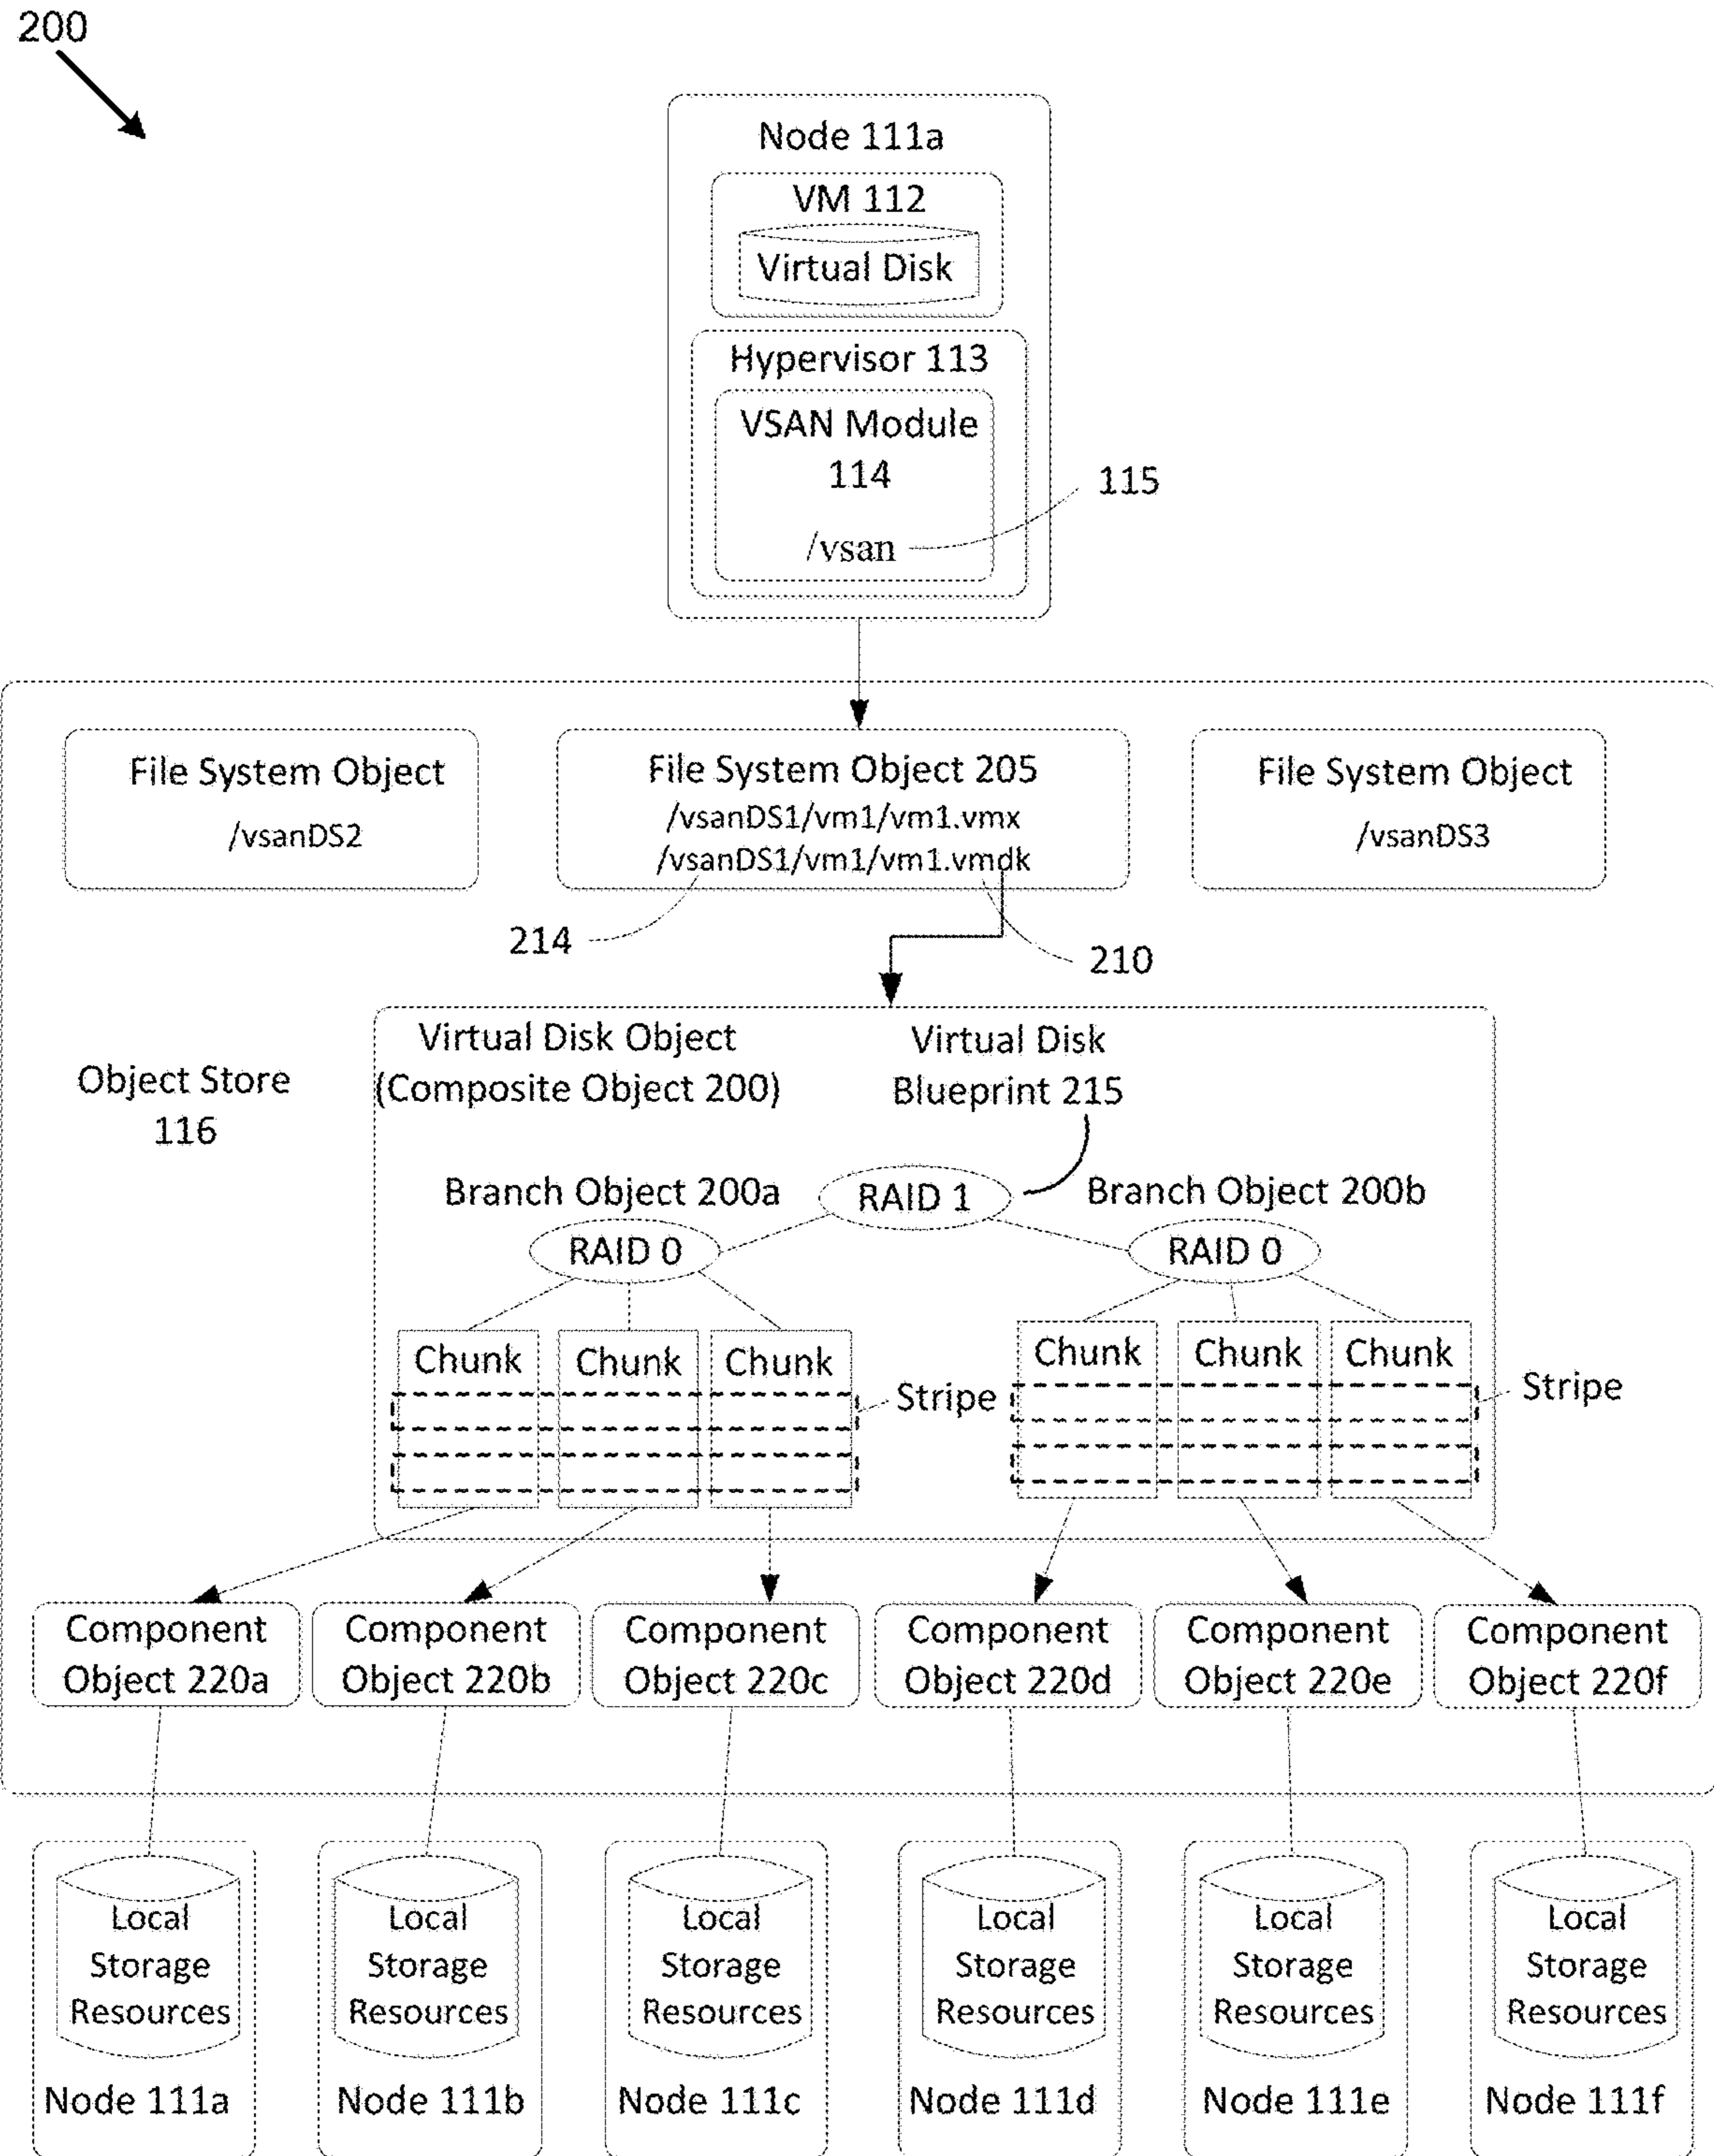 200
Node 111a
VM 112
Virtual Disk
Hypervisor 113
VSAN Module
114
115
/vsan
File System Object
/vsanDS2
File System Object 205
/vsanDS1/vm1/vm1.vmx
/vsanDS1/vm1/vm1.vmdk
File System Object
/vsanDS3
214
210
Object Store
116
Virtual Disk Object
(Composite Object 200)
Virtual Disk
Blueprint 215
Branch Object 200a
RAID 1
Branch Object 200b
RAID 0
RAID 0
Chunk
Chunk
Chunk
Stripe
Chunk
Chunk
Chunk
Stripe
Component
Object 220a
Component
Object 220b
Component
Object 220c
Component
Object 220d
Component
Object 220e
Component
Object 220f
Local
Storage
Resources
Node 111a
Local
Storage
Resources
Node 111b
Local
Storage
Resources
Node 111c
Local
Storage
Resources
Node 111d
Local
Storage
Resources
Node 111e
Local
Storage
Resources
Node 111f